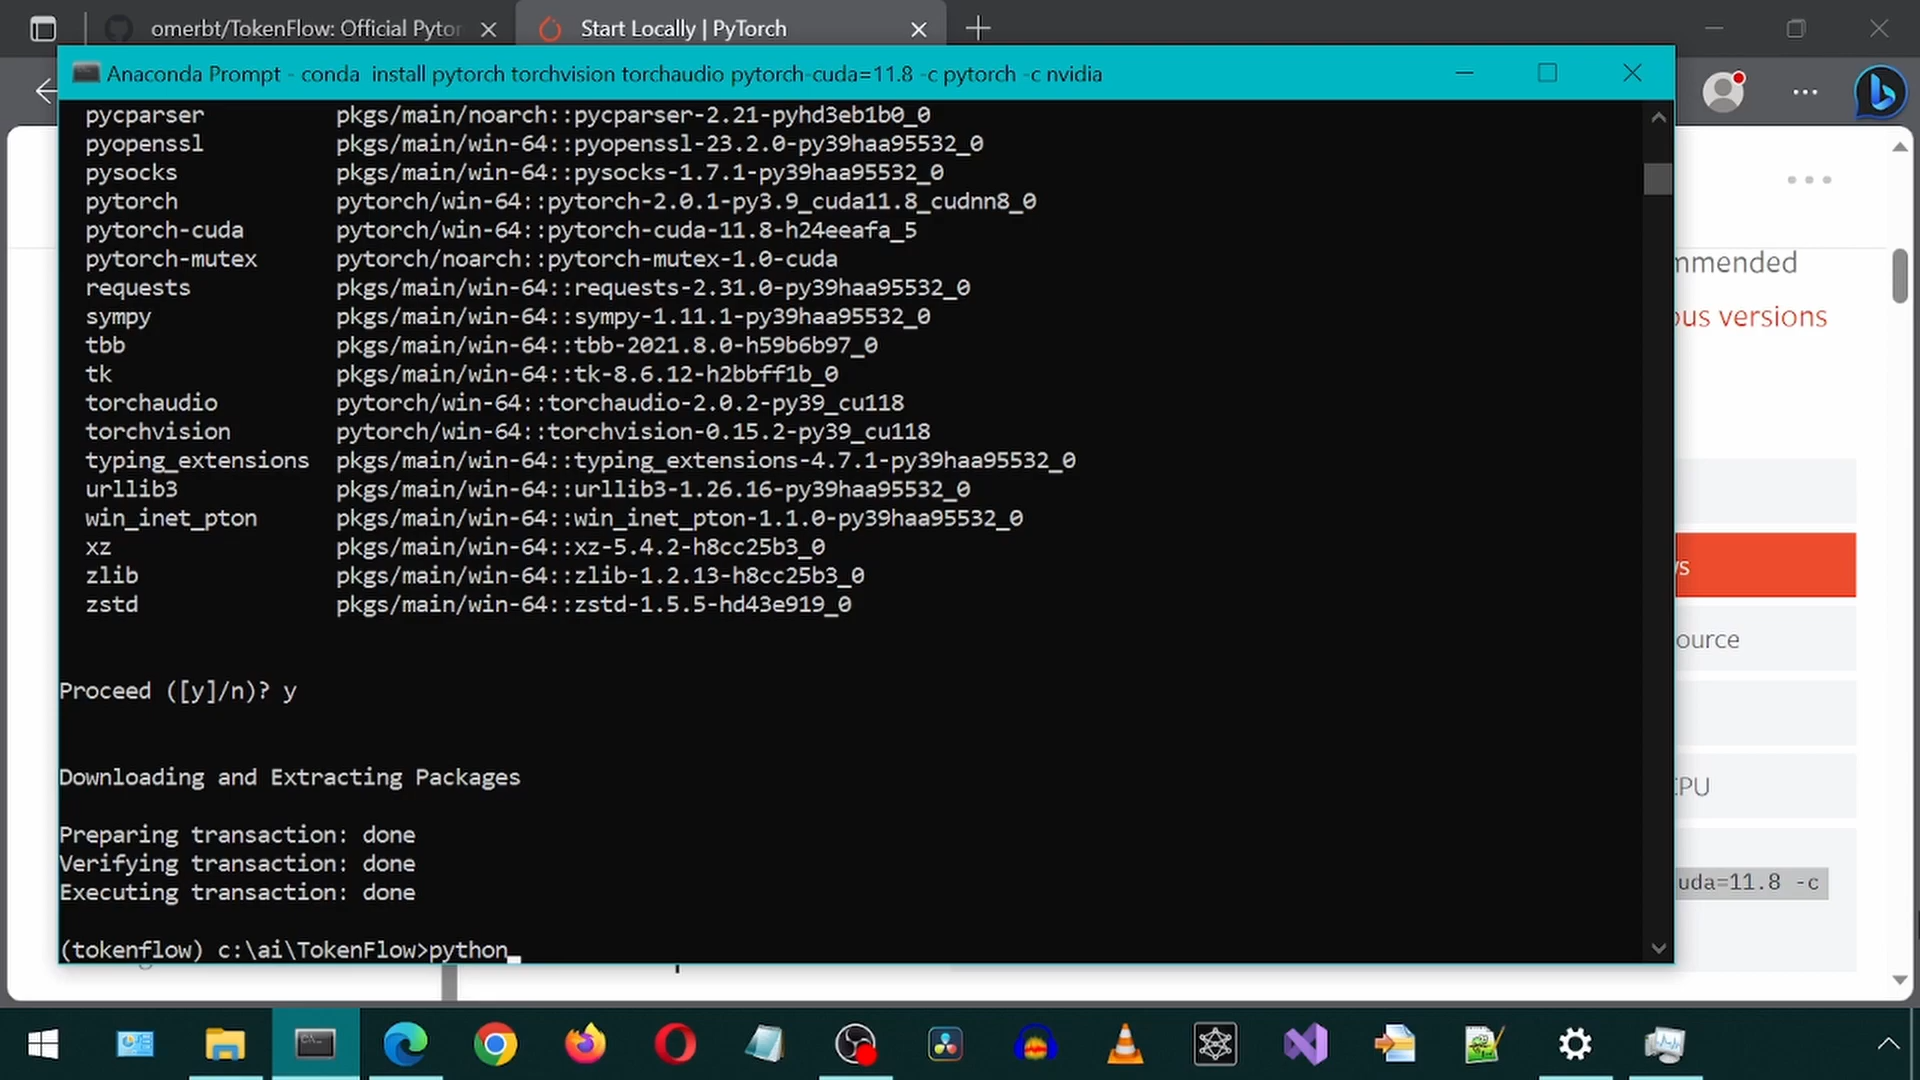 omerbt/TokenFlow: Official Pytor
Start Locally | PyTorch
Anaconda Prompt - conda  install pytorch torchvision torchaudio pytorch-cuda=11.8 -c pytorch -c nvidia
pycparser pkgs/main/noarch::pycparser-2.21-pyhd3eb1b0_0
pyopenssl pkgs/main/win-64::pyopenssl-23.2.0-py39haa95532_0
pysocks pkgs/main/win-64::pysocks-1.7.1-py39haa95532_0
pytorch pytorch/win-64::pytorch-2.0.1-py3.9_cuda11.8_cudnn8_0
pytorch-cuda pytorch/win-64::pytorch-cuda-11.8-h24eeafa_5
pytorch-mutex pytorch/noarch::pytorch-mutex-1.0-cuda
requests pkgs/main/win-64::requests-2.31.0-py39haa95532_0
sympy pkgs/main/win-64::sympy-1.11.1-py39haa95532_0
tbb pkgs/main/win-64::tbb-2021.8.0-h59b6b97_0
tk pkgs/main/win-64::tk-8.6.12-h2bbff1b_0
torchaudio pytorch/win-64::torchaudio-2.0.2-py39_cu118
torchvision pytorch/win-64::torchvision-0.15.2-py39_cu118
typing_extensions pkgs/main/win-64::typing_extensions-4.7.1-py39haa95532_0
urllib3 pkgs/main/win-64::urllib3-1.26.16-py39haa95532_0
win_inet_pton pkgs/main/win-64::win_inet_pton-1.1.0-py39haa95532_0
xz pkgs/main/win-64::xz-5.4.2-h8cc25b3_0
zlib pkgs/main/win-64::zlib-1.2.13-h8cc25b3_0
zstd pkgs/main/win-64::zstd-1.5.5-hd43e919_0
Proceed ([y]/n)? y
Downloading and Extracting Packages
Preparing transaction: done
Verifying transaction: done
Executing transaction: done
(tokenflow) c:\ai\TokenFlow>python
mmended
ous versions
ws
ource
CPU
uda=11.8 -c